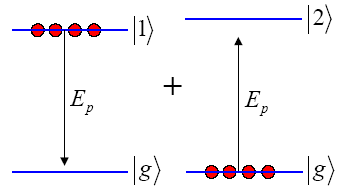 |1⟩ |2⟩
E_p + E_p
|g⟩ |g⟩